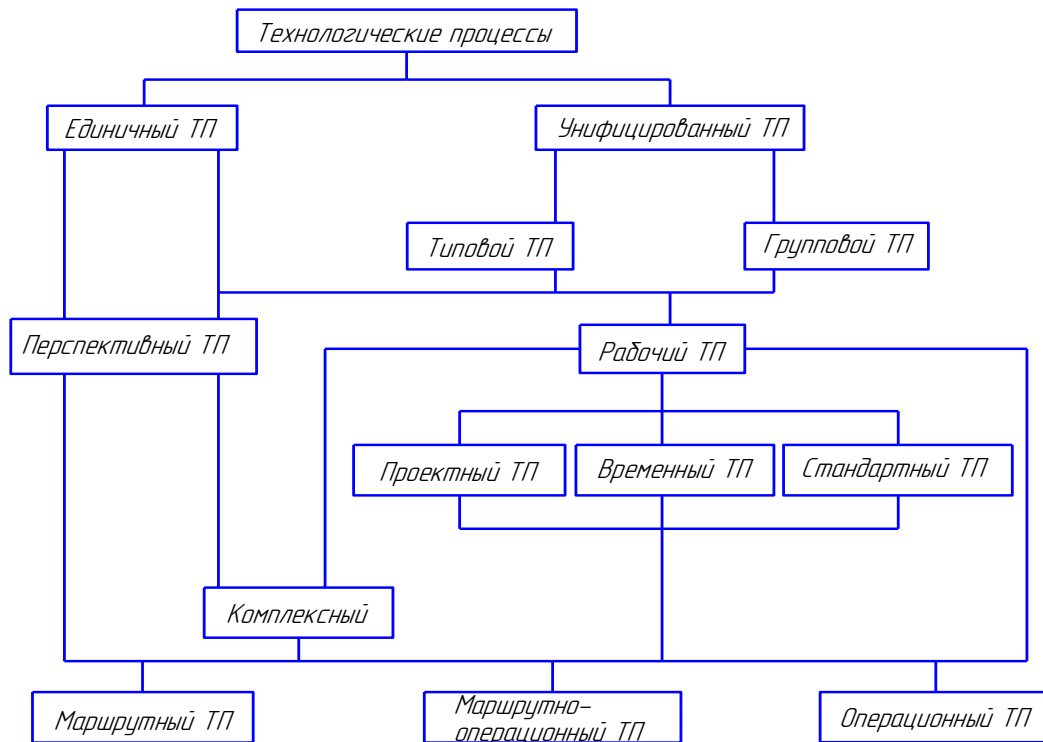 Технологические процессы
Единичный ТП
Унифицированный ТП
Типовой ТП
Групповой ТП
Перспективный ТП
Рабочий ТП
Проектный ТП
Временный ТП
Стандартный ТП
Комплексный
Маршрутный ТП
Маршрутно-
операционный ТП
Операционный ТП